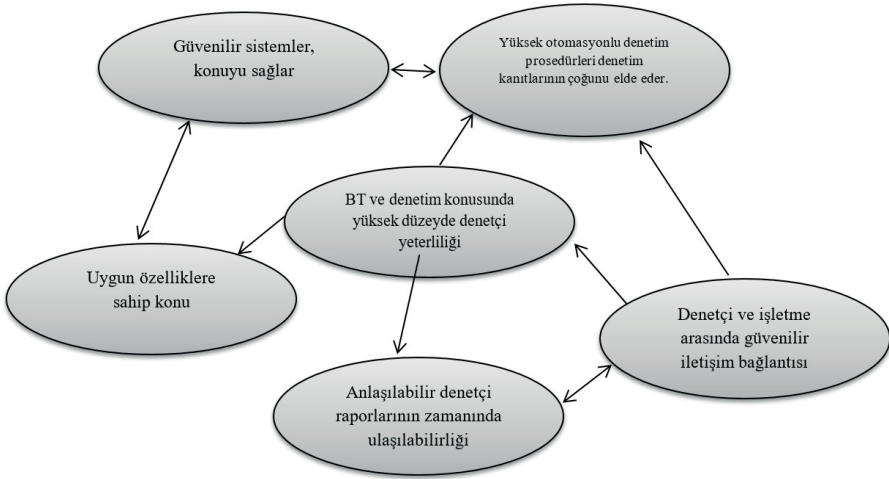 Güvenilir sistemler,
konuyu sağlar
Yüksek otomasyonlu denetim
prosedürleri denetim
kanıtlarının çoğunu elde eder.
BT ve denetim konusunda
yüksek düzeyde denetçi
yeterliliği
Uygun özelliklere
sahip konu
Denetçi ve işletme
arasında güvenilir
iletişim bağlantısı
Anlaşılabilir denetçi
raporlarının zamanında
ulaşılabilirliği